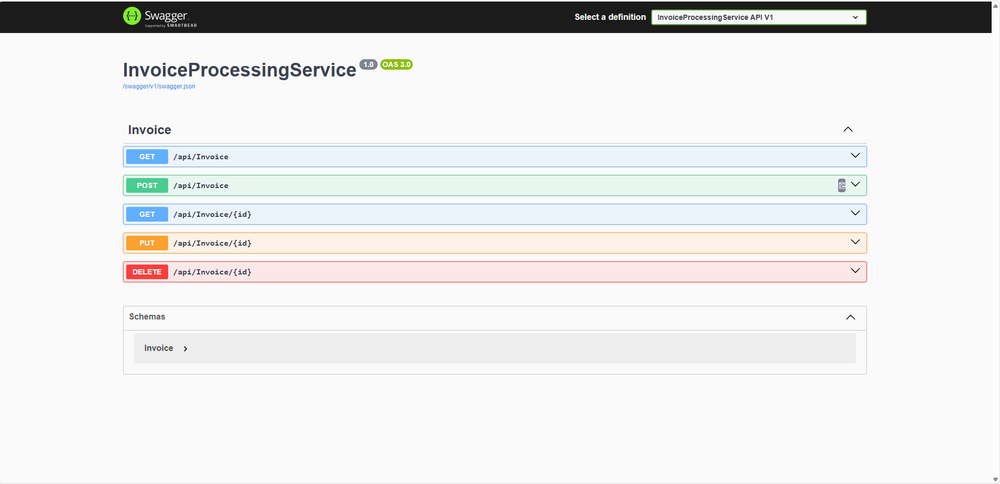 Swagger
Supported by SMARTBEAR
Select a definition
InvoiceProcessingService API V1
InvoiceProcessingService 1.0 OAS 3.0
/swagger/v1/swagger.json
Invoice
GET /api/Invoice
POST /api/Invoice
GET /api/Invoice/{id}
PUT /api/Invoice/{id}
DELETE /api/Invoice/{id}
Schemas
Invoice